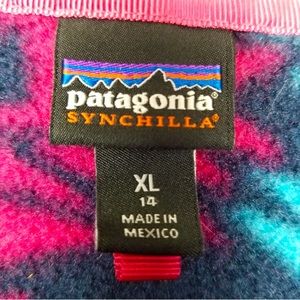 patagonia®
SYNCHILLA®
XL
14
MADE IN
MEXICO